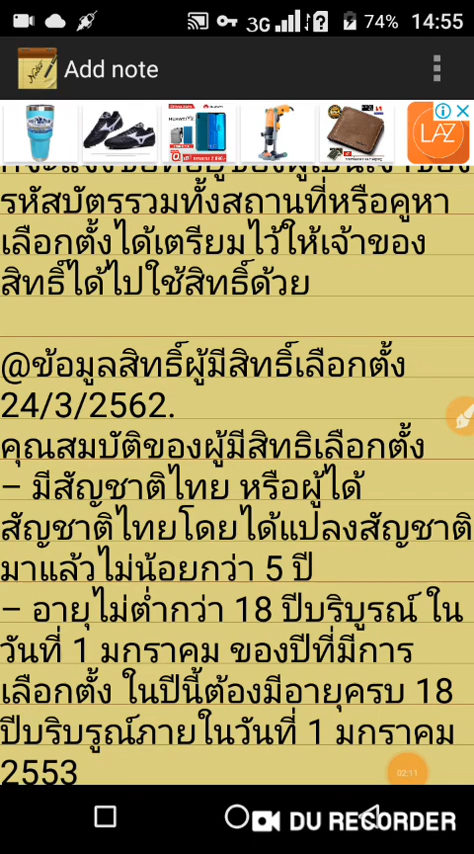 3G 74% 14:55
Add note
LAZ
รหัสบัตรรวมทั้งสถานที่หรือคูหา
เลือกตั้งได้เตรียมไว้ให้เจ้าของ
สิทธิ์ได้ไปใช้สิทธิ์ด้วย
@ข้อมูลสิทธิ์ผู้มีสิทธิ์เลือกตั้ง
24/3/2562.
คุณสมบัติของผู้มีสิทธิเลือกตั้ง
– มีสัญชาติไทย หรือผู้ได้
สัญชาติไทยโดยได้แปลงสัญชาติ
มาแล้วไม่น้อยกว่า 5 ปี
– อายุไม่ต่ำกว่า 18 ปีบริบูรณ์ ใน
วันที่ 1 มกราคม ของปีที่มีการ
เลือกตั้ง ในปีนี้ต้องมีอายุครบ 18
ปีบริบรูณ์ภายในวันที่ 1 มกราคม
2553
02:11
DU RECORDER